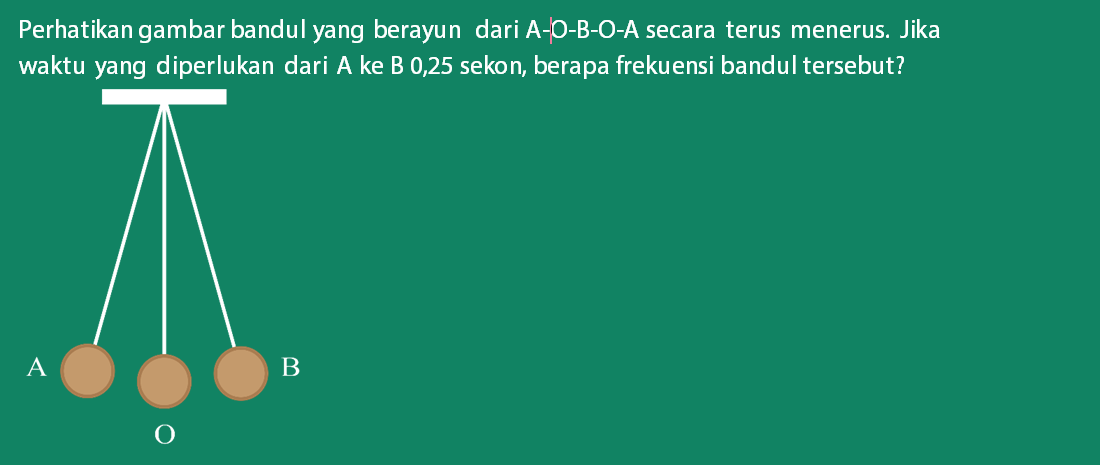 Perhatikan gambar bandul yang berayun dari A-O-B-O-A secara terus menerus. Jika
waktu yang diperlukan dari A ke B 0,25 sekon, berapa frekuensi bandul tersebut?
A
B
O